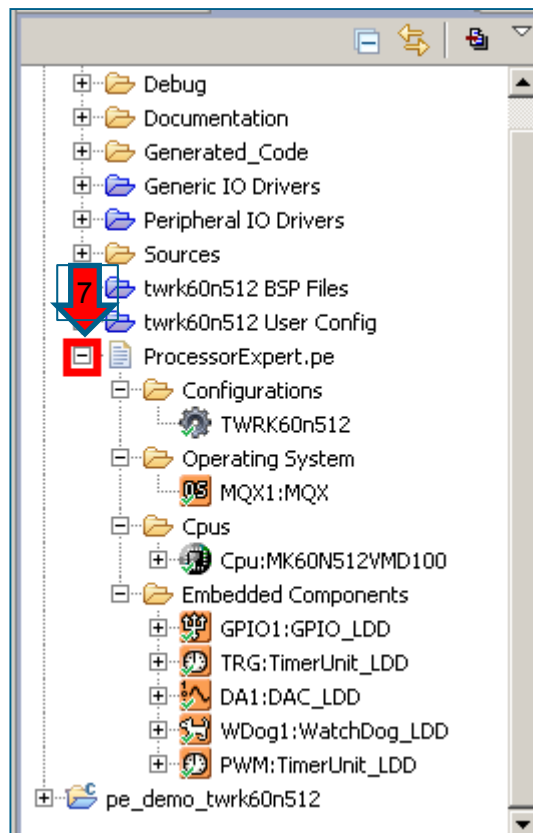 Debug
Documentation
Generated_Code
Generic IO Drivers
Peripheral IO Drivers
Sources
7
twrk60n512 BSP Files
twrk60n512 User Config
ProcessorExpert.pe
Configurations
TWRK60n512
Operating System
OS MQX1:MQX
Cpus
Cpu:MK60N512VMD100
Embedded Components
GPIO1:GPIO_LDD
TRG:TimerUnit_LDD
DA1:DAC_LDD
WDog1:WatchDog_LDD
PWM:TimerUnit_LDD
C
pe_demo_twrk60n512